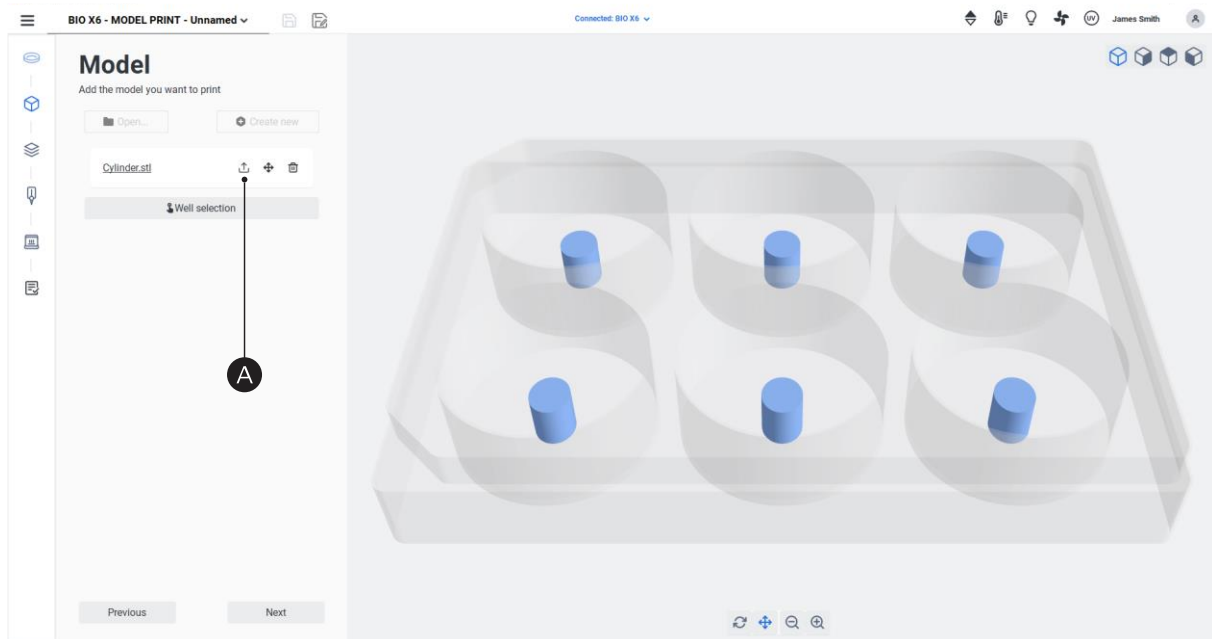 BIO X6 - MODEL PRINT - Unnamed
Connected: BIO X6
UV
James Smith
Model
Add the model you want to print
Open...
Create new
Cylinder.stl
Well selection
A
Previous
Next